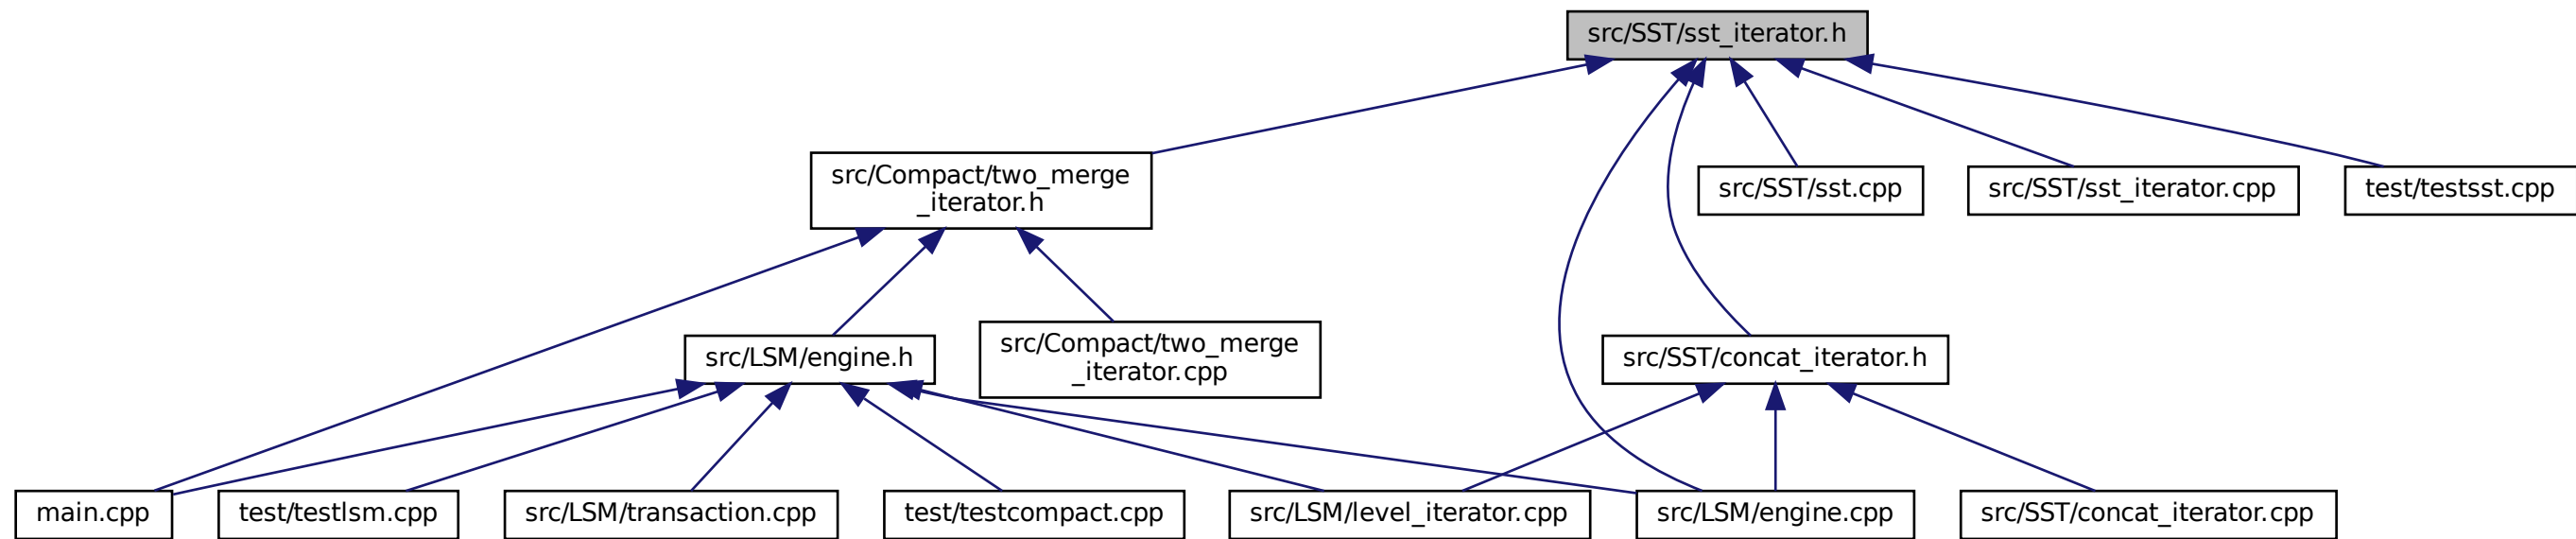 src/SST/sst_iterator.h
src/Compact/two_merge
_iterator.h
src/SST/sst.cpp
src/SST/sst_iterator.cpp
test/testsst.cpp
src/LSM/engine.h
src/Compact/two_merge
_iterator.cpp
src/SST/concat_iterator.h
main.cpp
test/testlsm.cpp
src/LSM/transaction.cpp
test/testcompact.cpp
src/LSM/level_iterator.cpp
src/LSM/engine.cpp
src/SST/concat_iterator.cpp